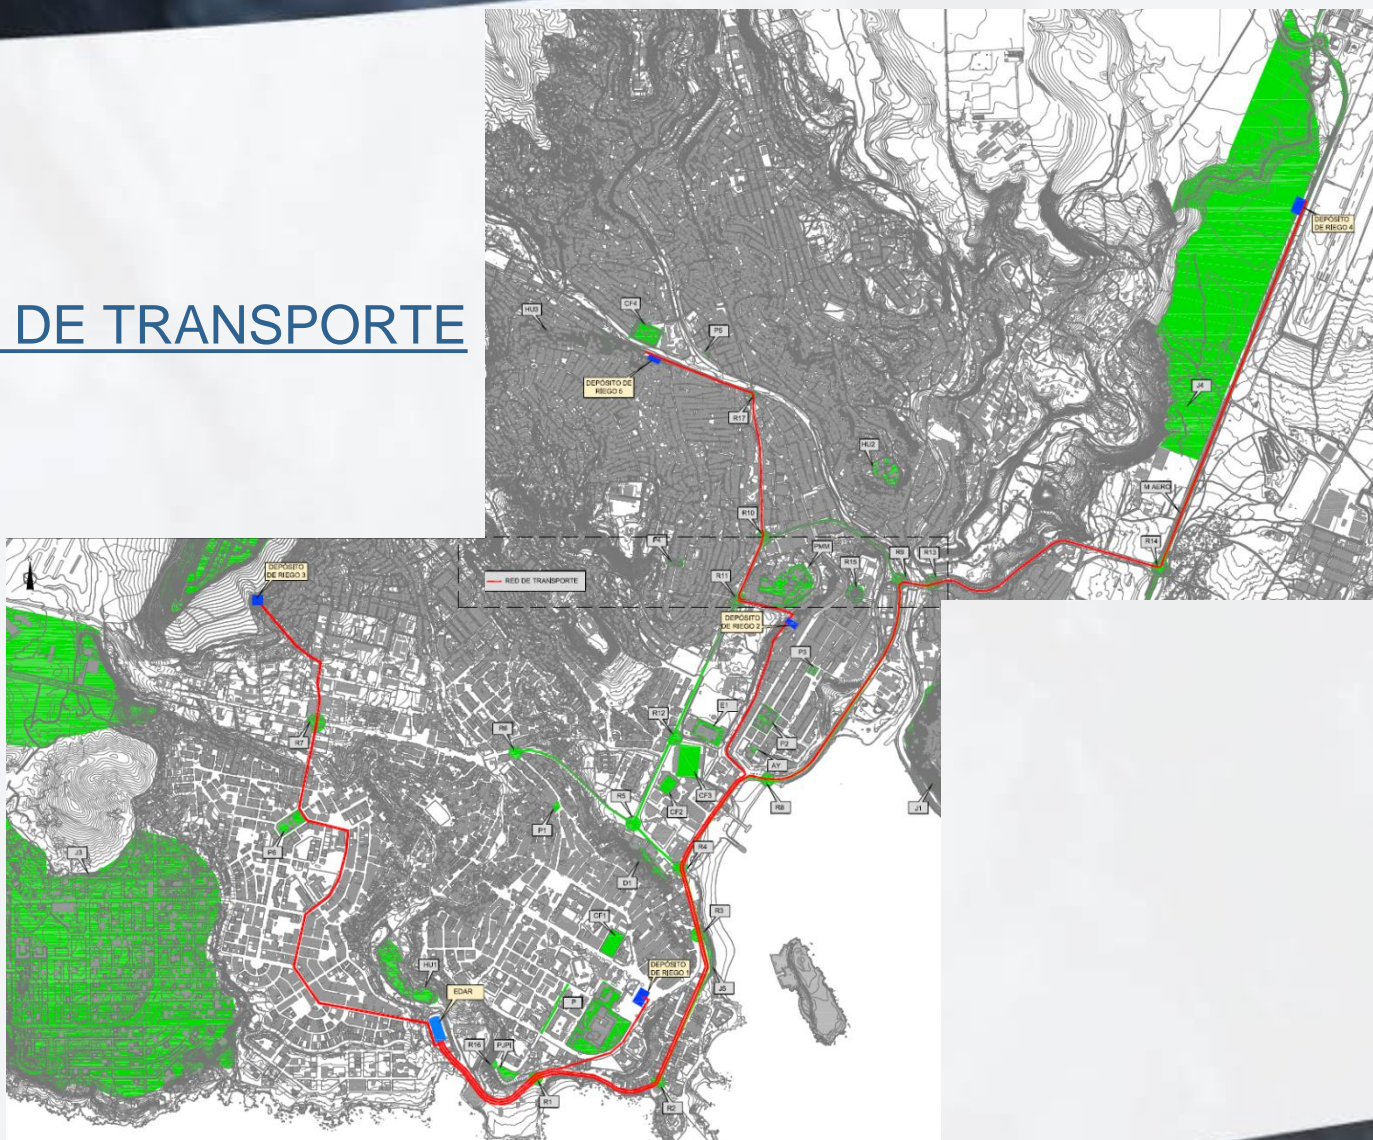 DE TRANSPORTE
DEPÓSITO
DE RIEGO 4
HU3
CF4
P5
DEPÓSITO DE
RIEGO 5
J4
R17
HU2
M AERO
R10
P4
PMM
R15
R9
R13
R14
RED DE TRANSPORTE
R11
DEPÓSITO
DE RIEGO 3
DEPÓSITO
DE RIEGO 2
P3
E1
R12
R6
R7
P2
AY
R5
CF3
CF2
R8
J1
P1
R4
P6
J3
D1
CF1
R3
HU1
DEPÓSITO
DE RIEGO 1
J5
EDAR
P
R16
PJPI
R1
R2